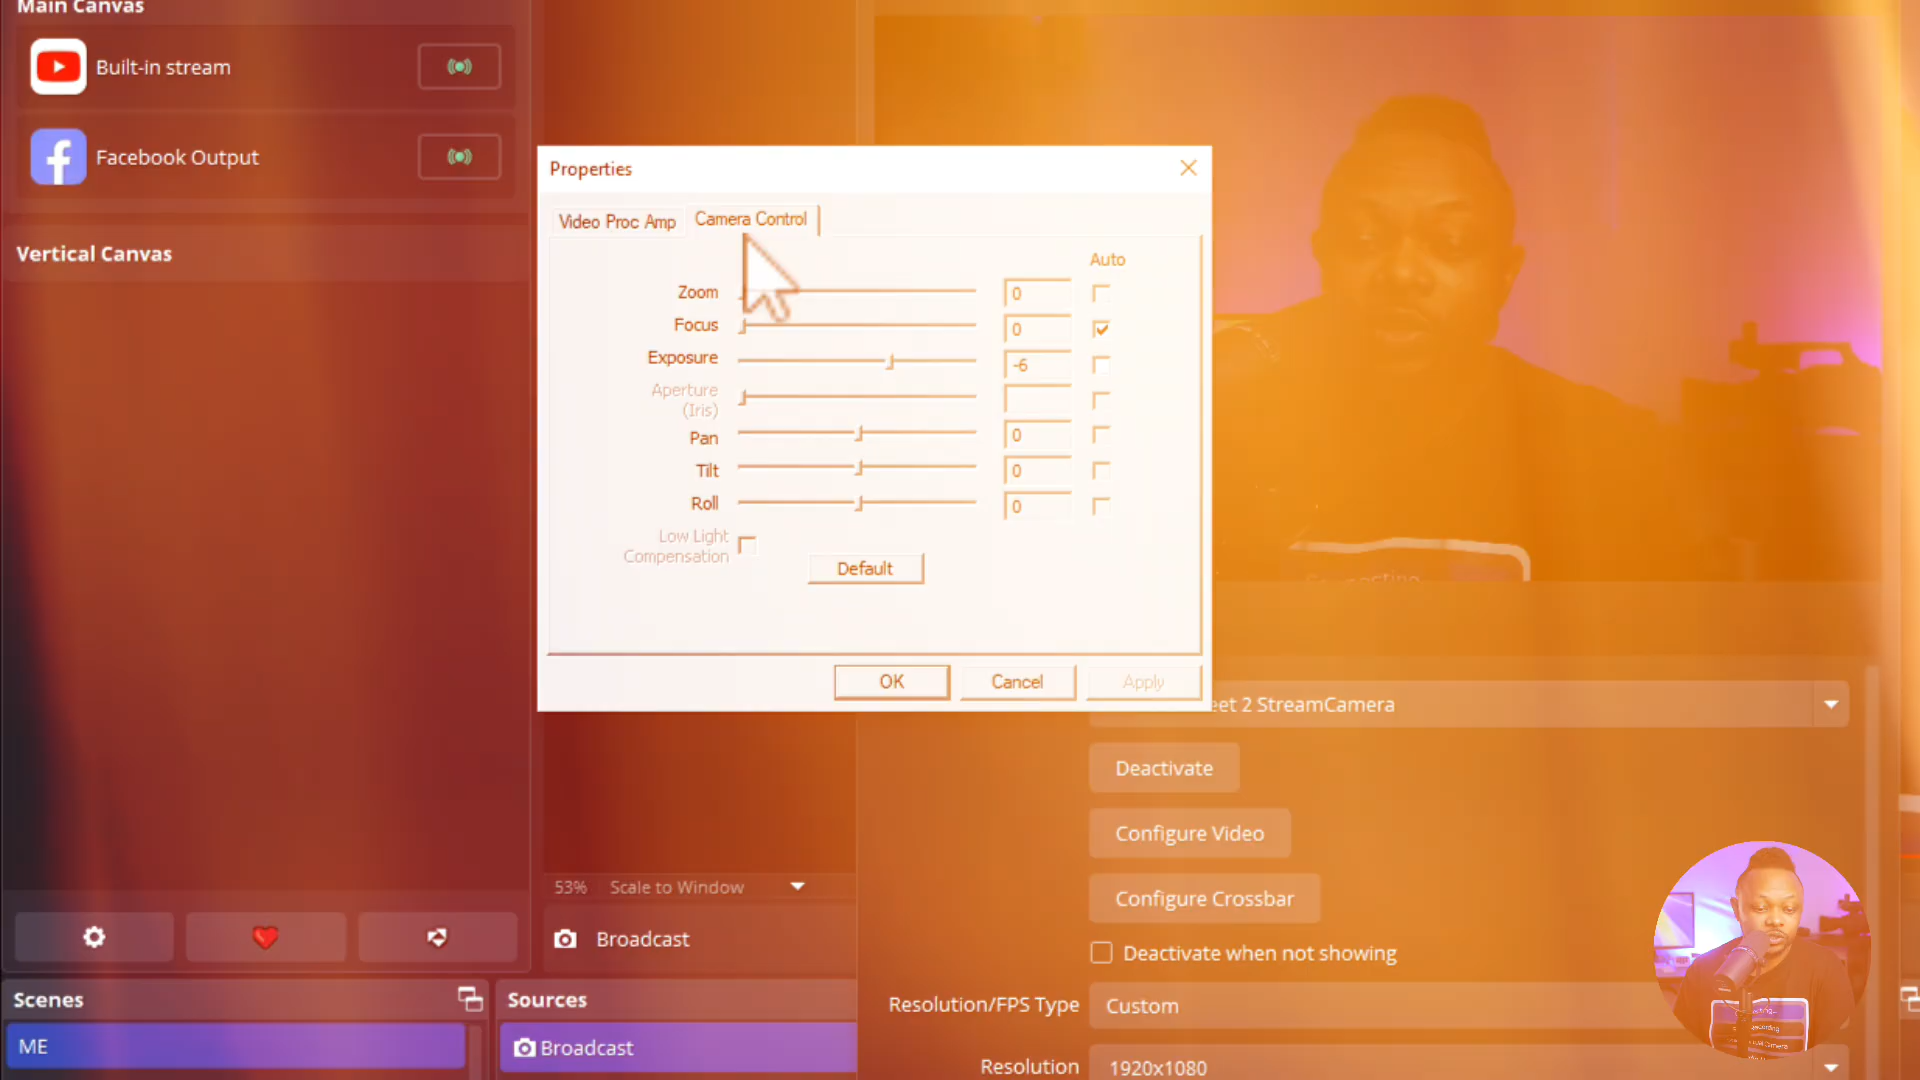 Main Canvas
Built-in stream
Facebook Output
Vertical Canvas
Properties
Video Proc Amp
Camera Control
Auto
Zoom
0
Focus
0
Exposure
-6
Aperture
(Iris)
Pan
0
Tilt
0
Roll
0
Low Light
Compensation
Default
OK
Cancel
Apply
eet 2 StreamCamera
Deactivate
Configure Video
Configure Crossbar
Deactivate when not showing
Resolution/FPS Type
Custom
Resolution
1920x1080
53%
Scale to Window
Broadcast
Scenes
ME
Sources
Broadcast